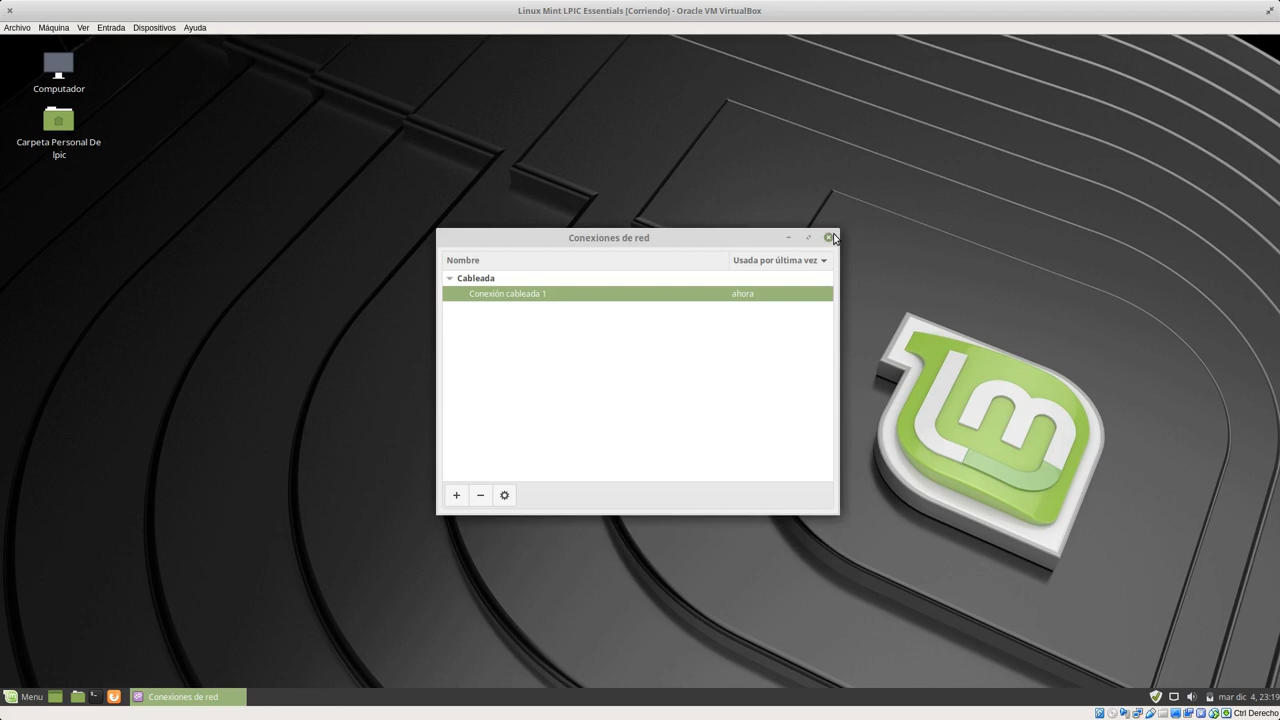 Linux Mint LPIC Essentials [Corriendo] - Oracle VM VirtualBox
Archivo Máquina Ver Entrada Dispositivos Ayuda
Computador
Carpeta Personal De
lpic
Conexiones de red
Nombre Usada por última vez
Cableada
Conexión cableada 1 ahora
lm
Menu Conexiones de red mar dic 4, 23:19
Ctrl Derecho